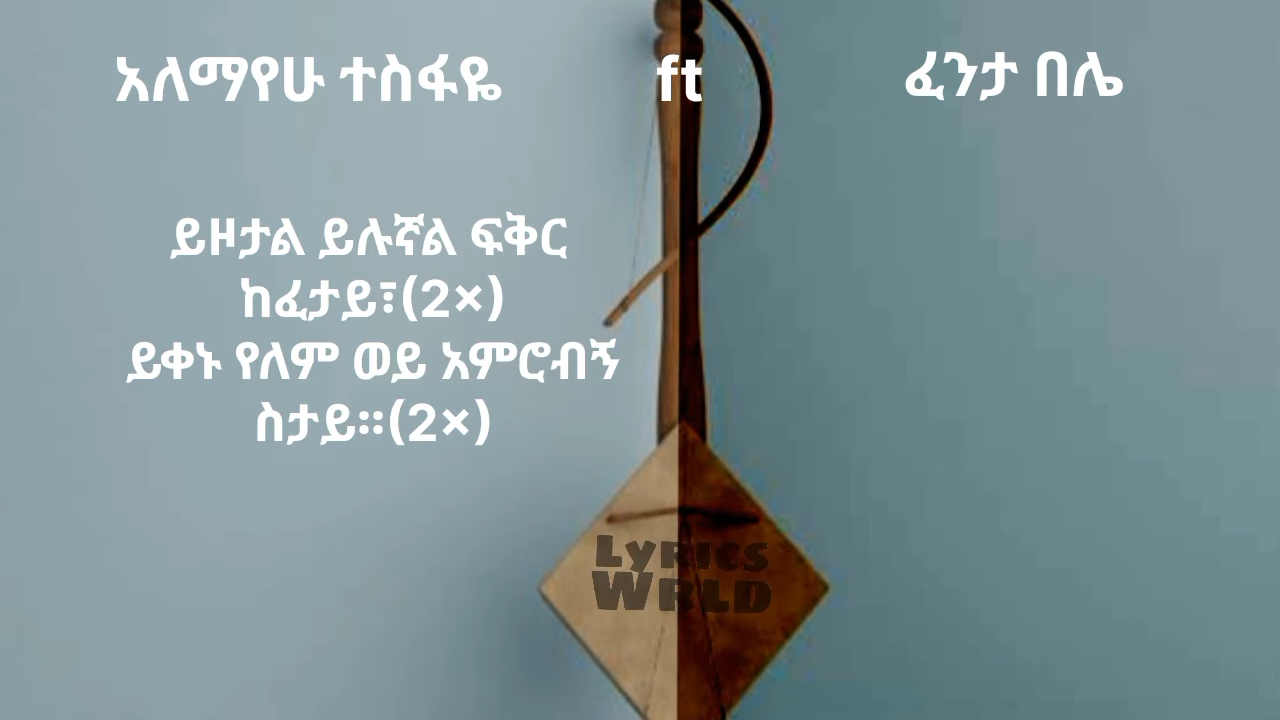 አለማየሁ ተስፋዬ ft ፈንታ በሌ
ይዞታል ይሉኛል ፍቅር
ከፈታይ፣(2×)
ይቀኑ የለም ወይ አምሮብኝ
ስታይ።(2×)
LYRICS
WRLD